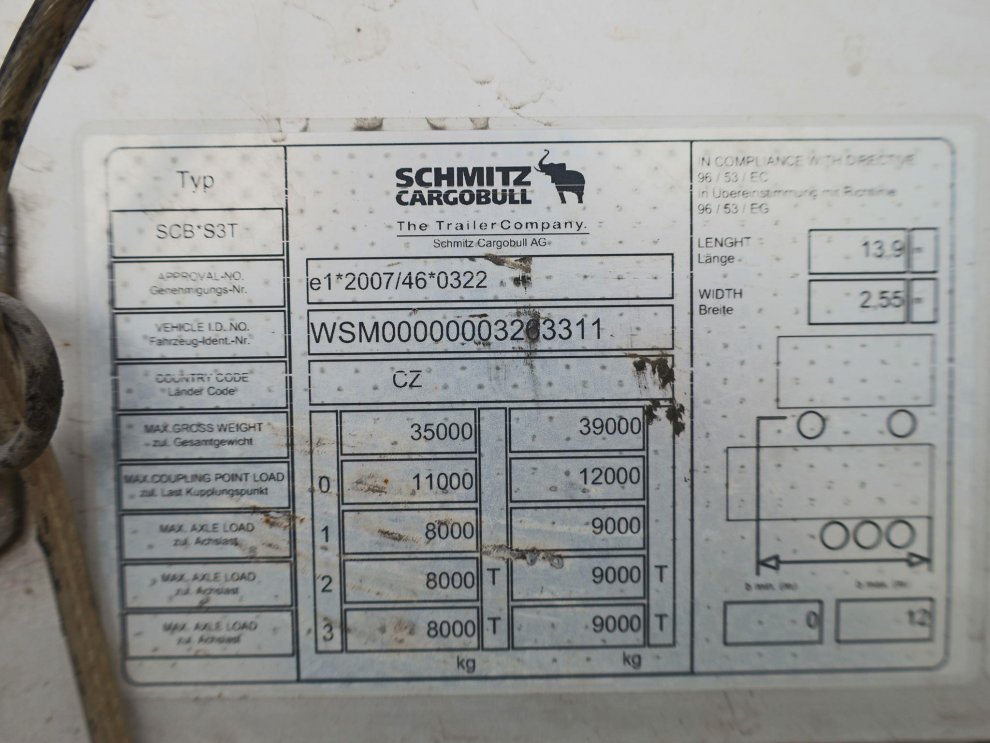 Typ
SCB*S3T
APPROVAL-NO.
Genehmigungs-Nr.
VEHICLE I.D. NO.
Fahrzeug-Ident.-Nr.
COUNTRY CODE
Länder Code
MAX.GROSS WEIGHT
zul. Gesamtgewicht
MAX.COUPLING POINT LOAD
zul. Last Kupplungspunkt
MAX. AXLE LOAD
zul. Achslast
MAX. AXLE LOAD
zul. Achslast
MAX. AXLE LOAD
zul. Achslast
SCHMITZ
CARGOBULL
The TrailerCompany.
Schmitz Cargobull AG
e1*2007/46*0322
WSM00000003203311
CZ
35000 39000
0 11000 12000
1 8000 9000
2 8000 T 9000 T
3 8000 T 9000 T
kg kg
IN COMPLIANCE WITH DIRECTIVE
96 / 53 / EC
in Übereinstimmung mit Richtlinie
96 / 53 / EG
LENGHT
Länge
13,9
WIDTH
Breite
2,55
b min. (m) b max. (m)
0 12